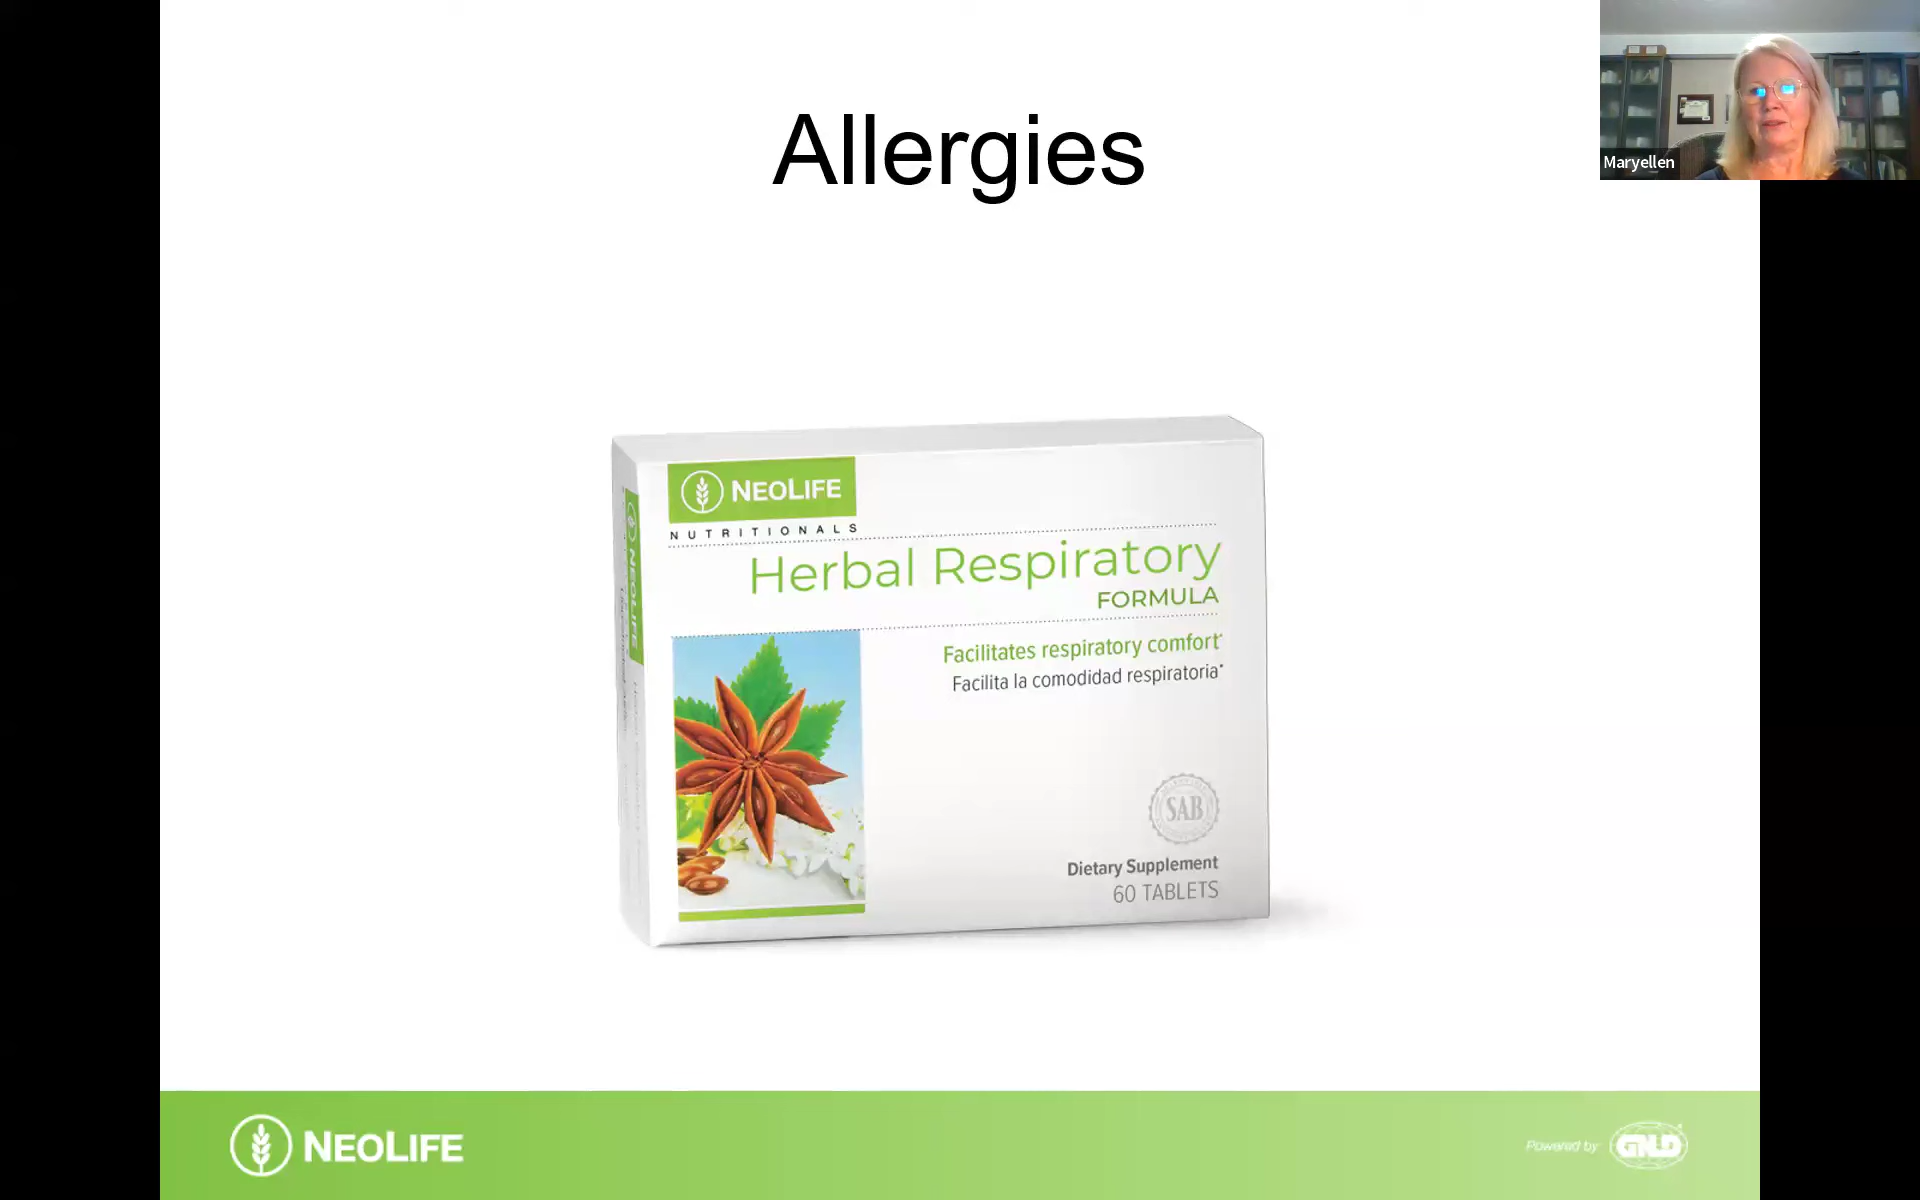 Allergies
Maryellen
NEOLIFE
NUTRITIONALS
Herbal Respiratory
FORMULA
Facilitates respiratory comfort*
Facilita la comodidad respiratoria*
SAB
Dietary Supplement
60 TABLETS
NEOLIFE
NEOLIFE
Powered by GNLD